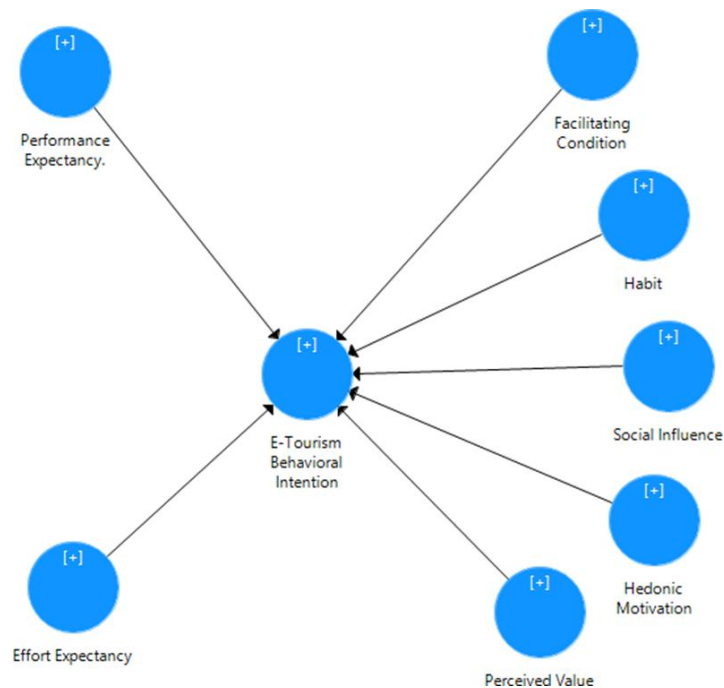 [+]
Performance
Expectancy.
[+]
Facilitating
Condition
[+]
Habit
[+]
E-Tourism
Behavioral
Intention
[+]
Social Influence
[+]
Hedonic
Motivation
[+]
Effort Expectancy
[+]
Perceived Value